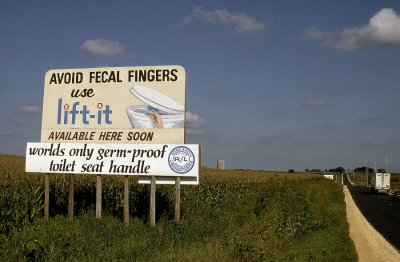 AVOID FECAL FINGERS
use
lift-it
AVAILABLE HERE SOON
worlds only germ-proof
toilet seat handle
R/L